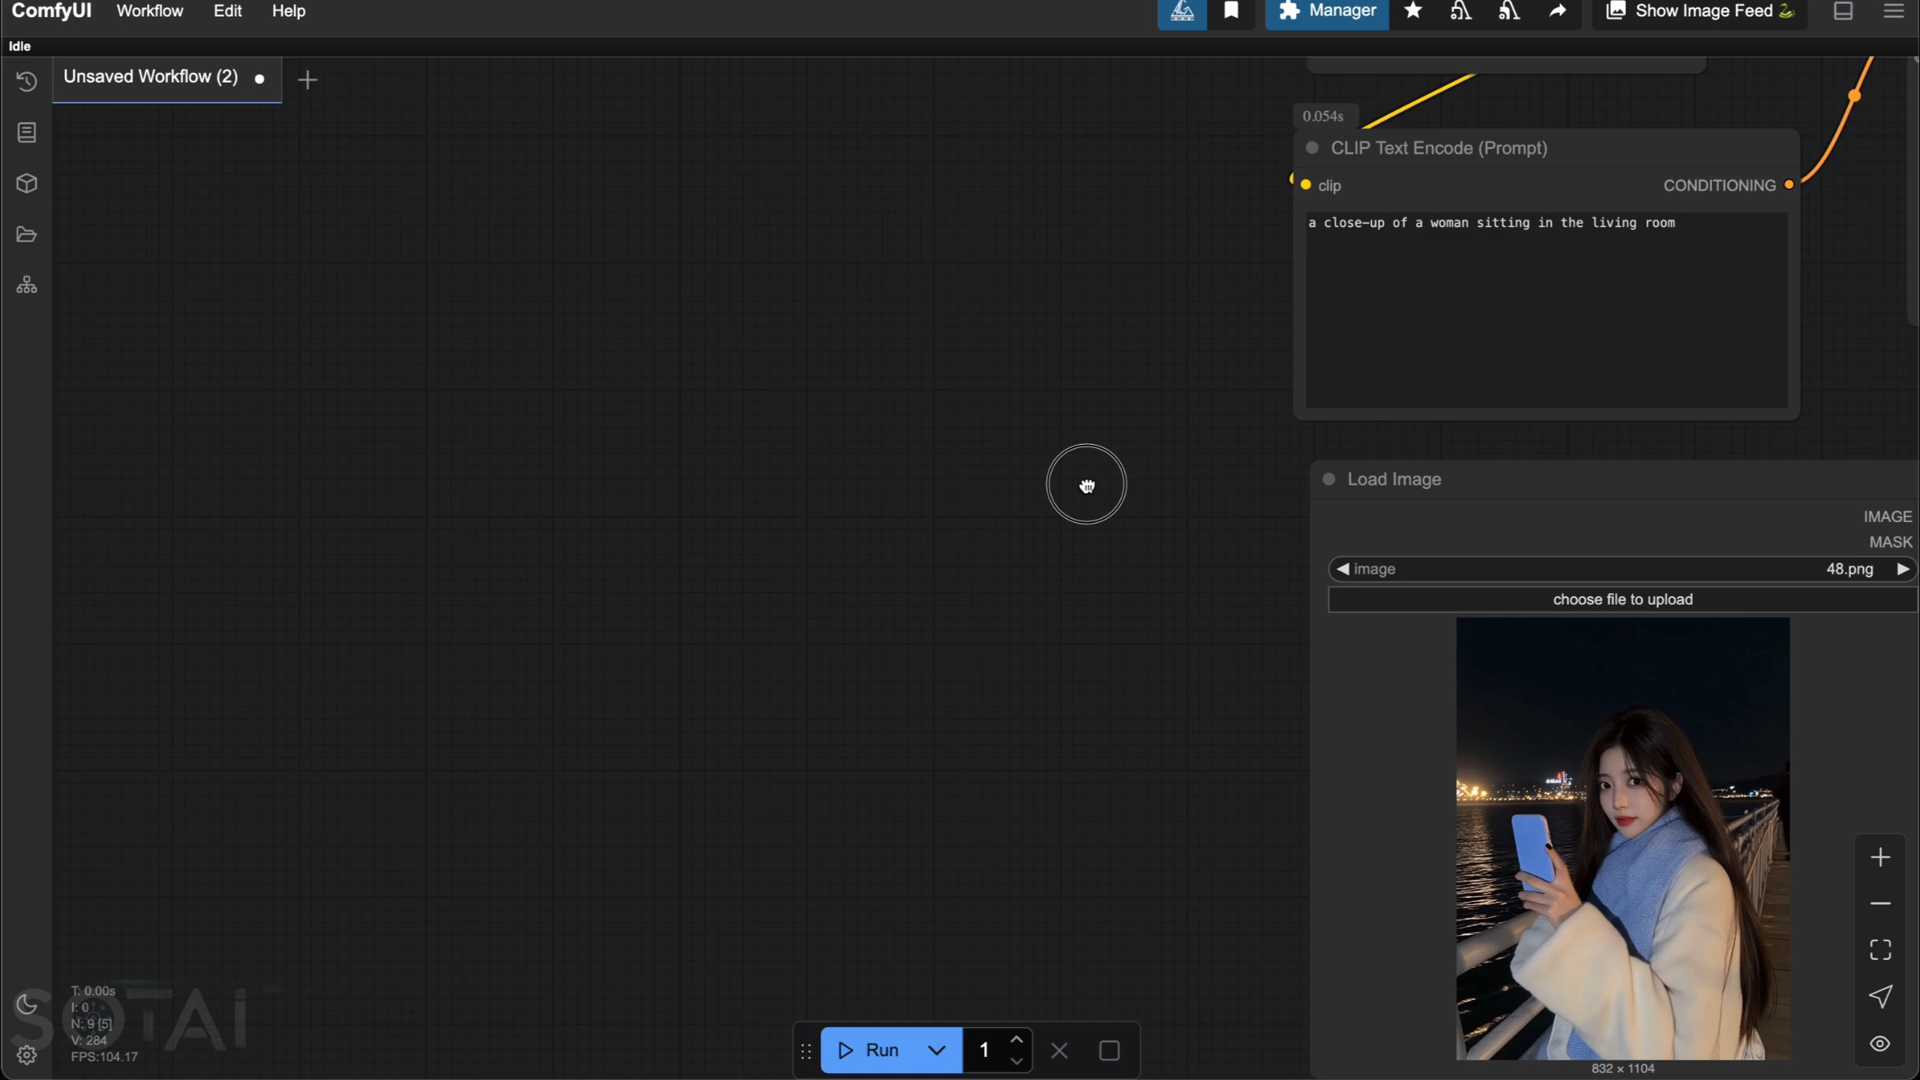 ComfyUI Workflow Edit Help Manager Show Image Feed
Idle
Unsaved Workflow (2)
0.054s
CLIP Text Encode (Prompt)
clip CONDITIONING
a close-up of a woman sitting in the living room
Load Image
IMAGE
MASK
image 48.png
choose file to upload
832 × 1104
T: 0.00s
I: 0
N: 9 [5]
V: 284
FPS:104.17
SOTAi
Run 1